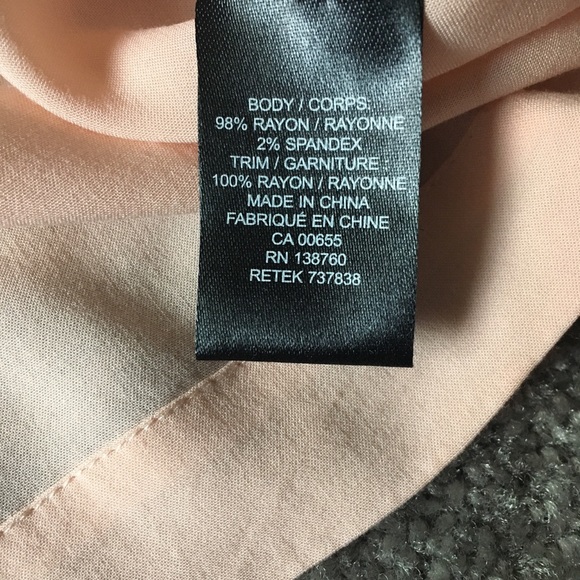 BODY / CORPS:
98% RAYON / RAYONNE
2% SPANDEX
TRIM / GARNITURE :
100% RAYON / RAYONNE
MADE IN CHINA
FABRIQUÉ EN CHINE
CA 00655
RN 138760
RETEK 737838